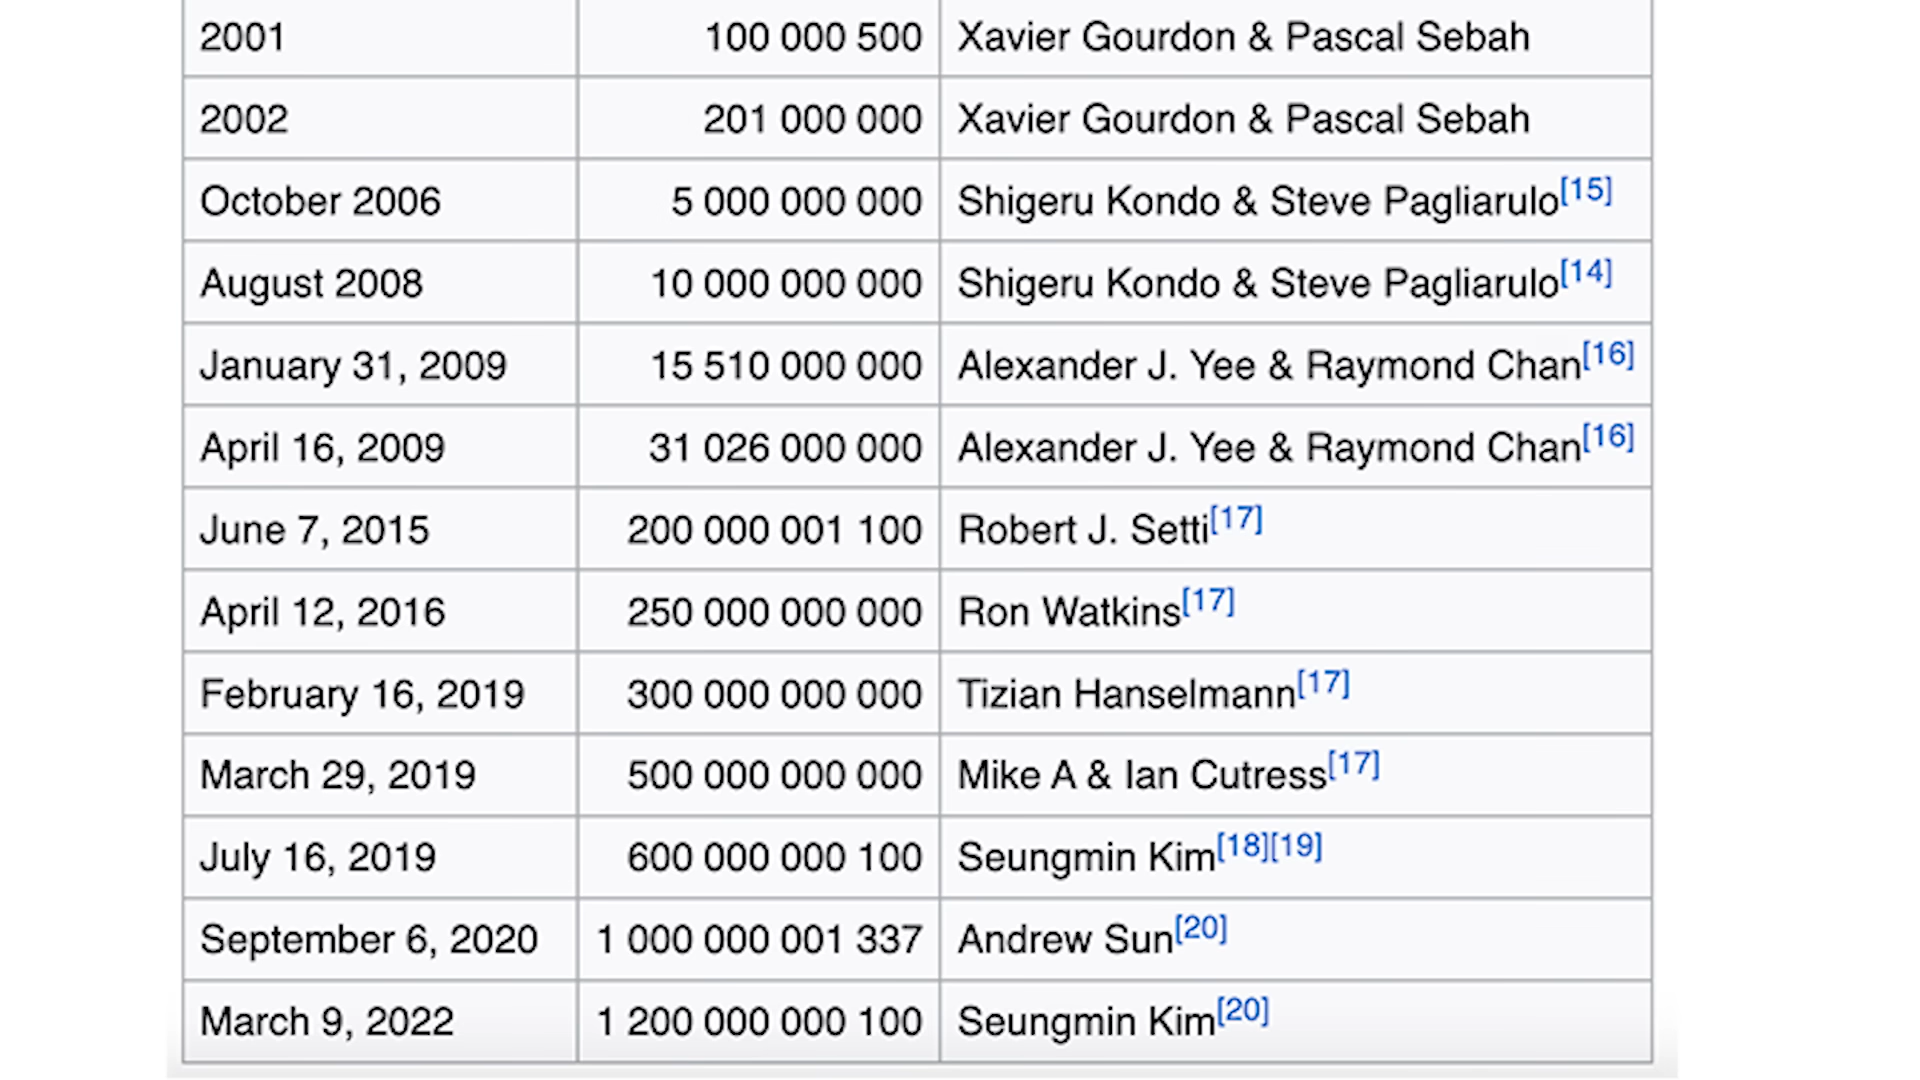 2001 100 000 500 Xavier Gourdon & Pascal Sebah
2002 201 000 000 Xavier Gourdon & Pascal Sebah
October 2006 5 000 000 000 Shigeru Kondo & Steve Pagliarulo[15]
August 2008 10 000 000 000 Shigeru Kondo & Steve Pagliarulo[14]
January 31, 2009 15 510 000 000 Alexander J. Yee & Raymond Chan[16]
April 16, 2009 31 026 000 000 Alexander J. Yee & Raymond Chan[16]
June 7, 2015 200 000 001 100 Robert J. Setti[17]
April 12, 2016 250 000 000 000 Ron Watkins[17]
February 16, 2019 300 000 000 000 Tizian Hanselmann[17]
March 29, 2019 500 000 000 000 Mike A & Ian Cutress[17]
July 16, 2019 600 000 000 100 Seungmin Kim[18][19]
September 6, 2020 1 000 000 001 337 Andrew Sun[20]
March 9, 2022 1 200 000 000 100 Seungmin Kim[20]